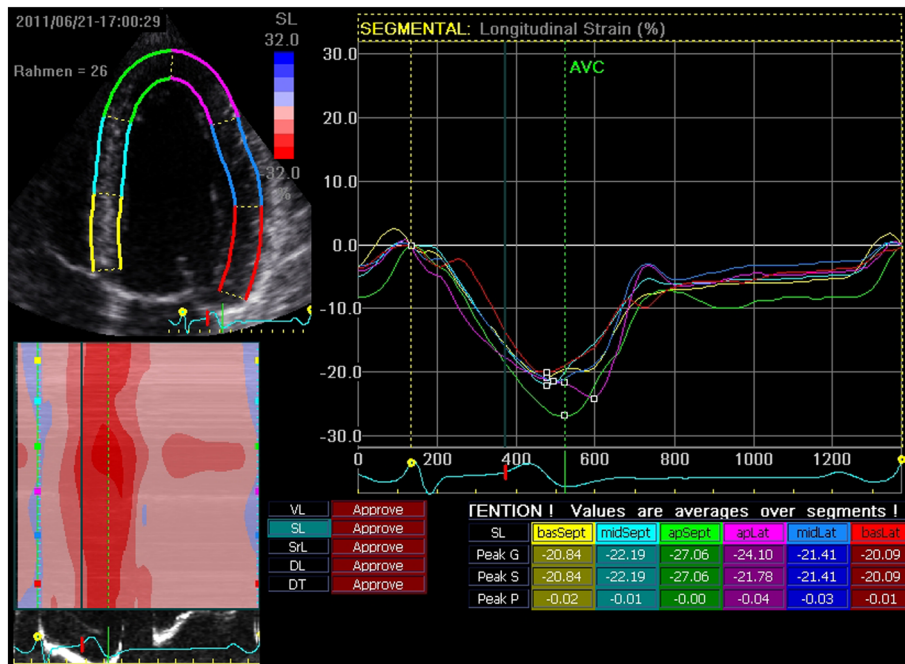 2011/06/21-17:00:29
SL
32.0
Rahmen = 26
-32.0
%
SEGMENTAL: Longitudinal Strain (%)
30.0
AVC
20.0
10.0
0.0
-10.0
-20.0
-30.0
0 200 400 600 800 1000 1200
VL Approve
SL Approve
SrL Approve
DL Approve
DT Approve
TENTION ! Values are averages over segments !
SL basSept midSept apSept apLat midLat basLat
Peak G -20.84 -22.19 -27.06 -24.10 -21.41 -20.09
Peak S -20.84 -22.19 -27.06 -21.78 -21.41 -20.09
Peak P -0.02 -0.01 -0.00 -0.04 -0.03 -0.01